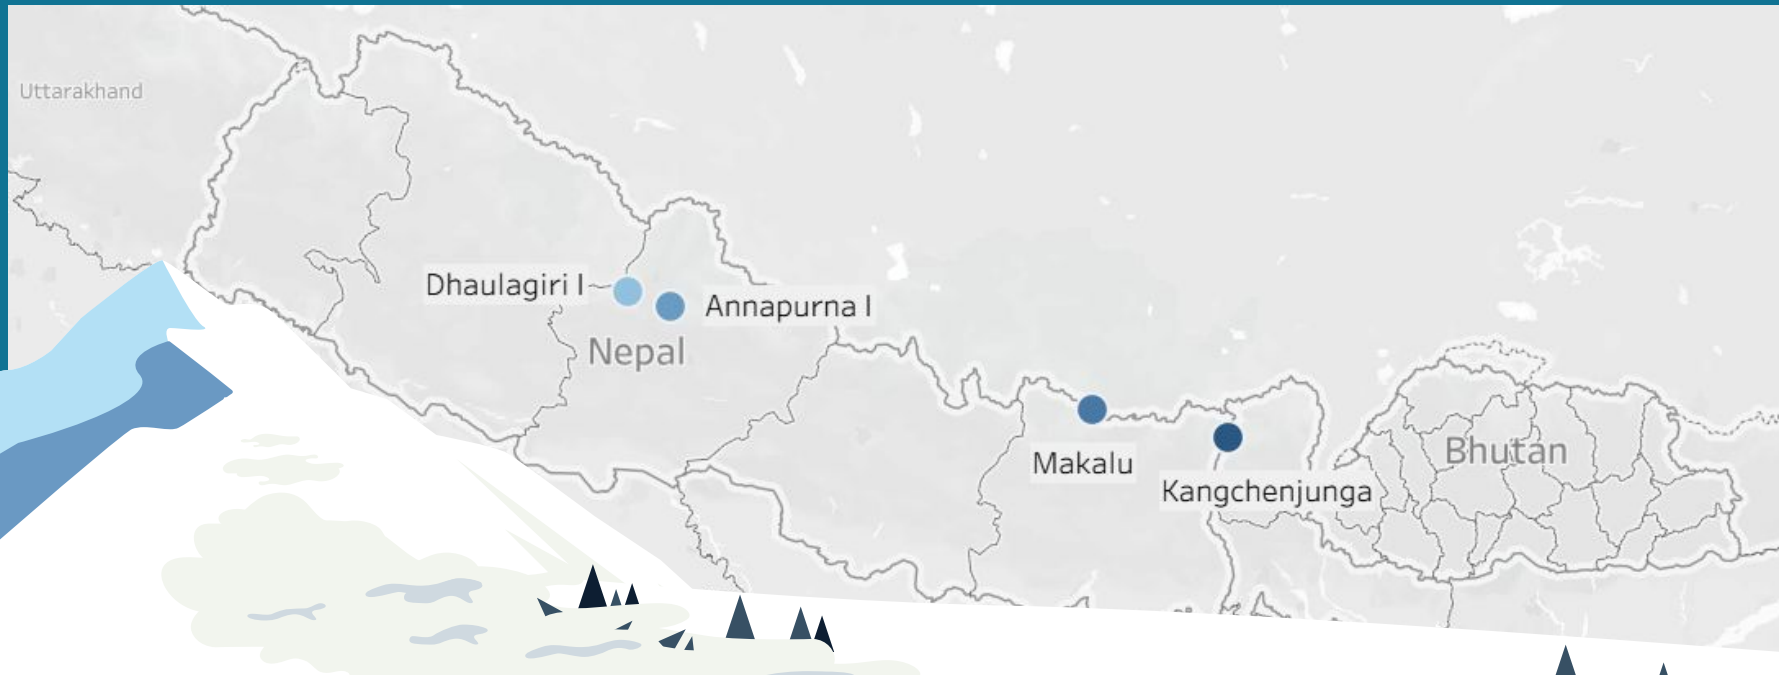 Uttarakhand
Dhaulagiri I
Annapurna I
Nepal
Makalu
Bhutan
Kangchenjunga